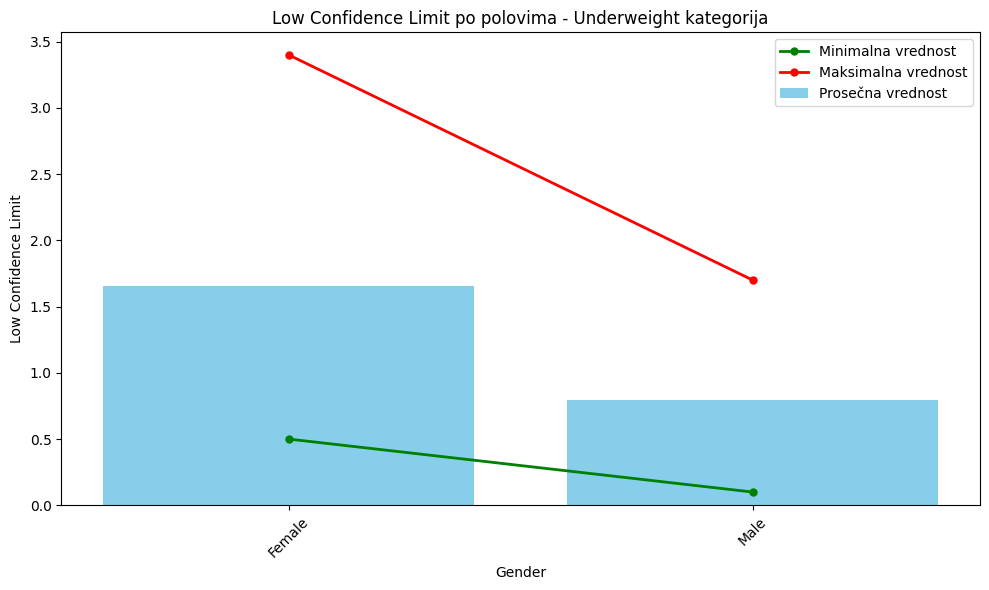 Low Confidence Limit po polovima - Underweight kategorija
Minimalna vrednost
Maksimalna vrednost
Prosečna vrednost
Low Confidence Limit
3.5
3.0
2.5
2.0
1.5
1.0
0.5
0.0
Female
Male
Gender